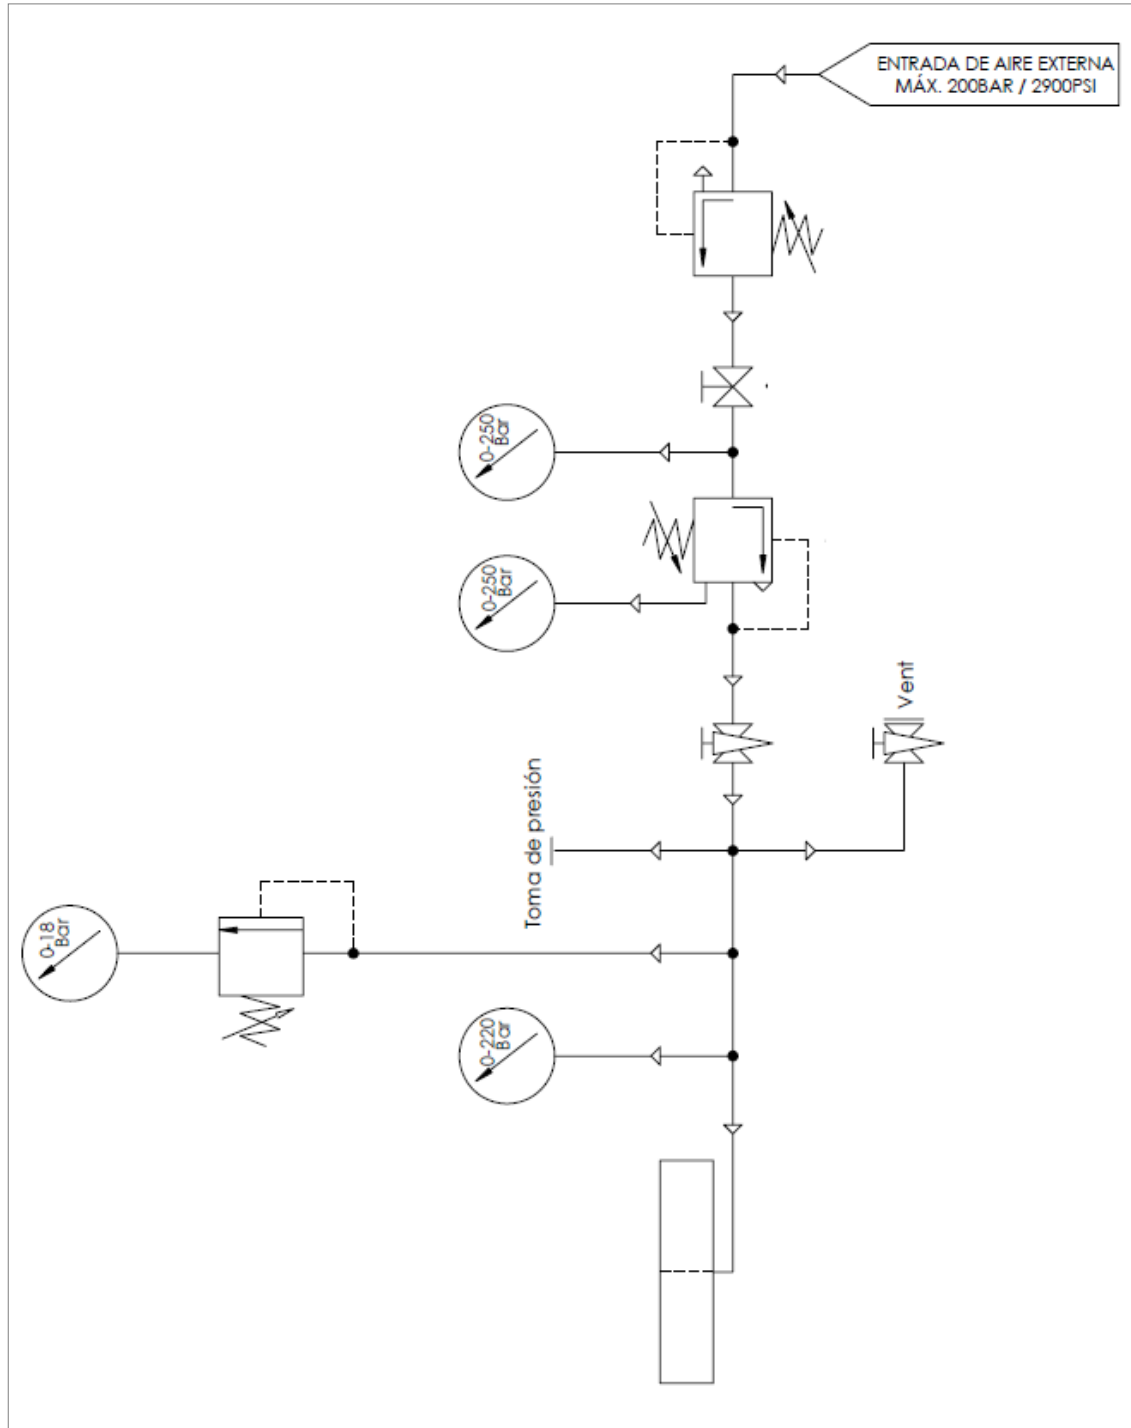 ENTRADA DE AIRE EXTERNA
MÁX. 200BAR / 2900PSI
0-250
Bar
0-250
Bar
Vent
Toma de presión
0-18
Bar
0-220
Bar